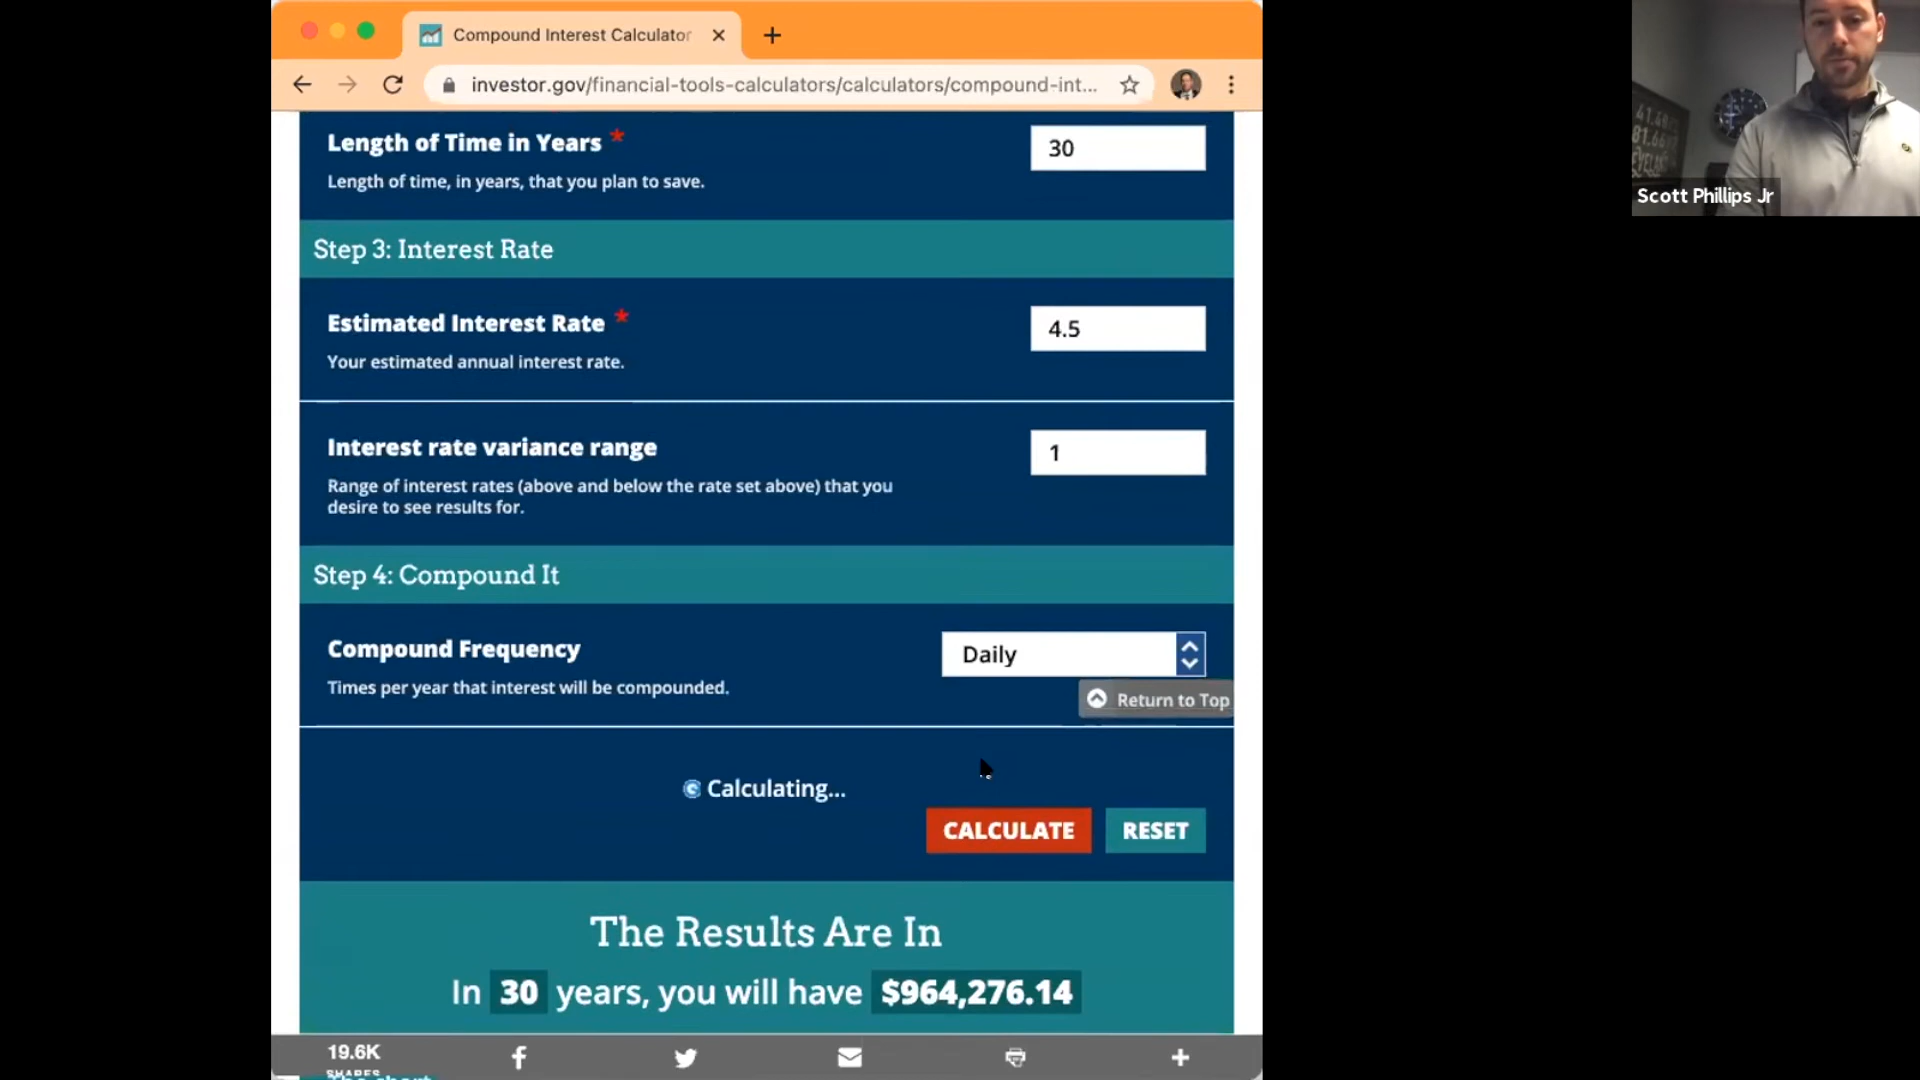 Compound Interest Calculator
investor.gov/financial-tools-calculators/calculators/compound-int...
Length of Time in Years *
30
Length of time, in years, that you plan to save.
Step 3: Interest Rate
Estimated Interest Rate *
4.5
Your estimated annual interest rate.
Interest rate variance range
1
Range of interest rates (above and below the rate set above) that you
desire to see results for.
Step 4: Compound It
Compound Frequency
Daily
Times per year that interest will be compounded.
Return to Top
Calculating...
CALCULATE
RESET
The Results Are In
In 30 years, you will have $964,276.14
19.6K
SHARES
Scott Phillips Jr